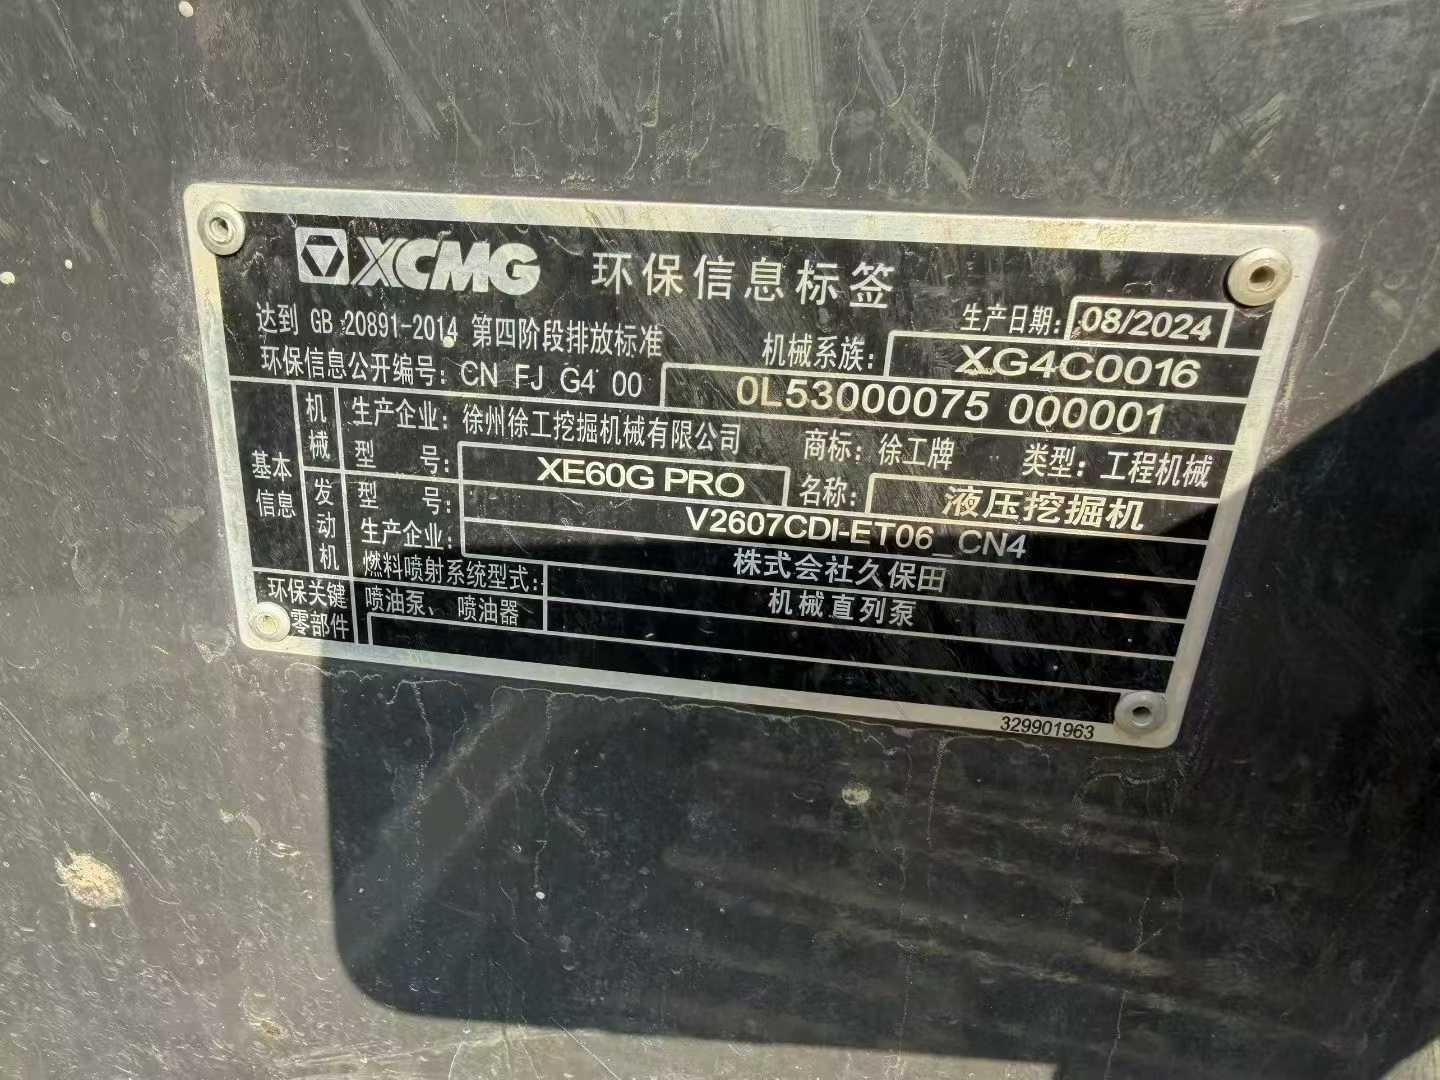 XCMG 环保信息标签
达到 GB 20891-2014 第四阶段排放标准 生产日期: 08/2024
机械系族: XG4C0016
环保信息公开编号: CN FJ G4 00 0L53000075 000001
基本信息
机械
生产企业: 徐州徐工挖掘机械有限公司 商标: 徐工牌 类型: 工程机械
型 号: XE60G PRO 名称: 液压挖掘机
发动机
型 号: V2607CDI-ET06_CN4
生产企业: 株式会社久保田
燃料喷射系统型式: 机械直列泵
环保关键零部件
喷油泵、喷油器
329901963